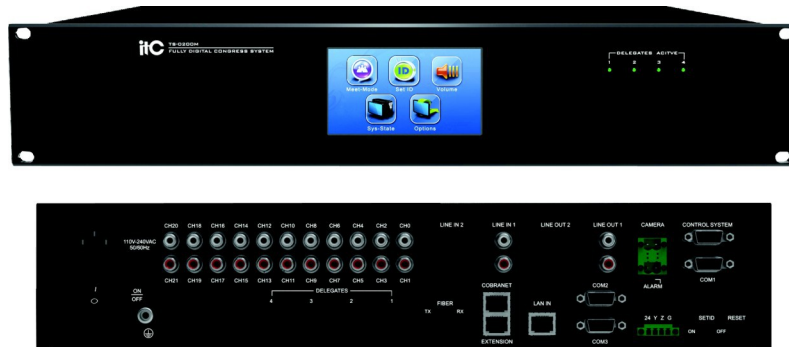 itC TS-0200M
FULLY DIGITAL CONGRESS SYSTEM
DELEGATES ACITVE
1 2 3 4
Meet-Mode Set ID Volume
Sys-State Options
CH20 CH18 CH16 CH14 CH12 CH10 CH8 CH6 CH4 CH2 CH0 LINE IN 2 LINE IN 1 LINE OUT 2 LINE OUT 1 CAMERA CONTROL SYSTEM
110V-240VAC
50/60Hz
CH21 CH19 CH17 CH15 CH13 CH11 CH9 CH7 CH5 CH3 CH1
ALARM COM1
4 3 2 1
DELEGATES
COBRANET COM2
ON
OFF
FIBER
TX RX
LAN IN
24 Y Z G SETID RESET
ON OFF
EXTENSION COM3